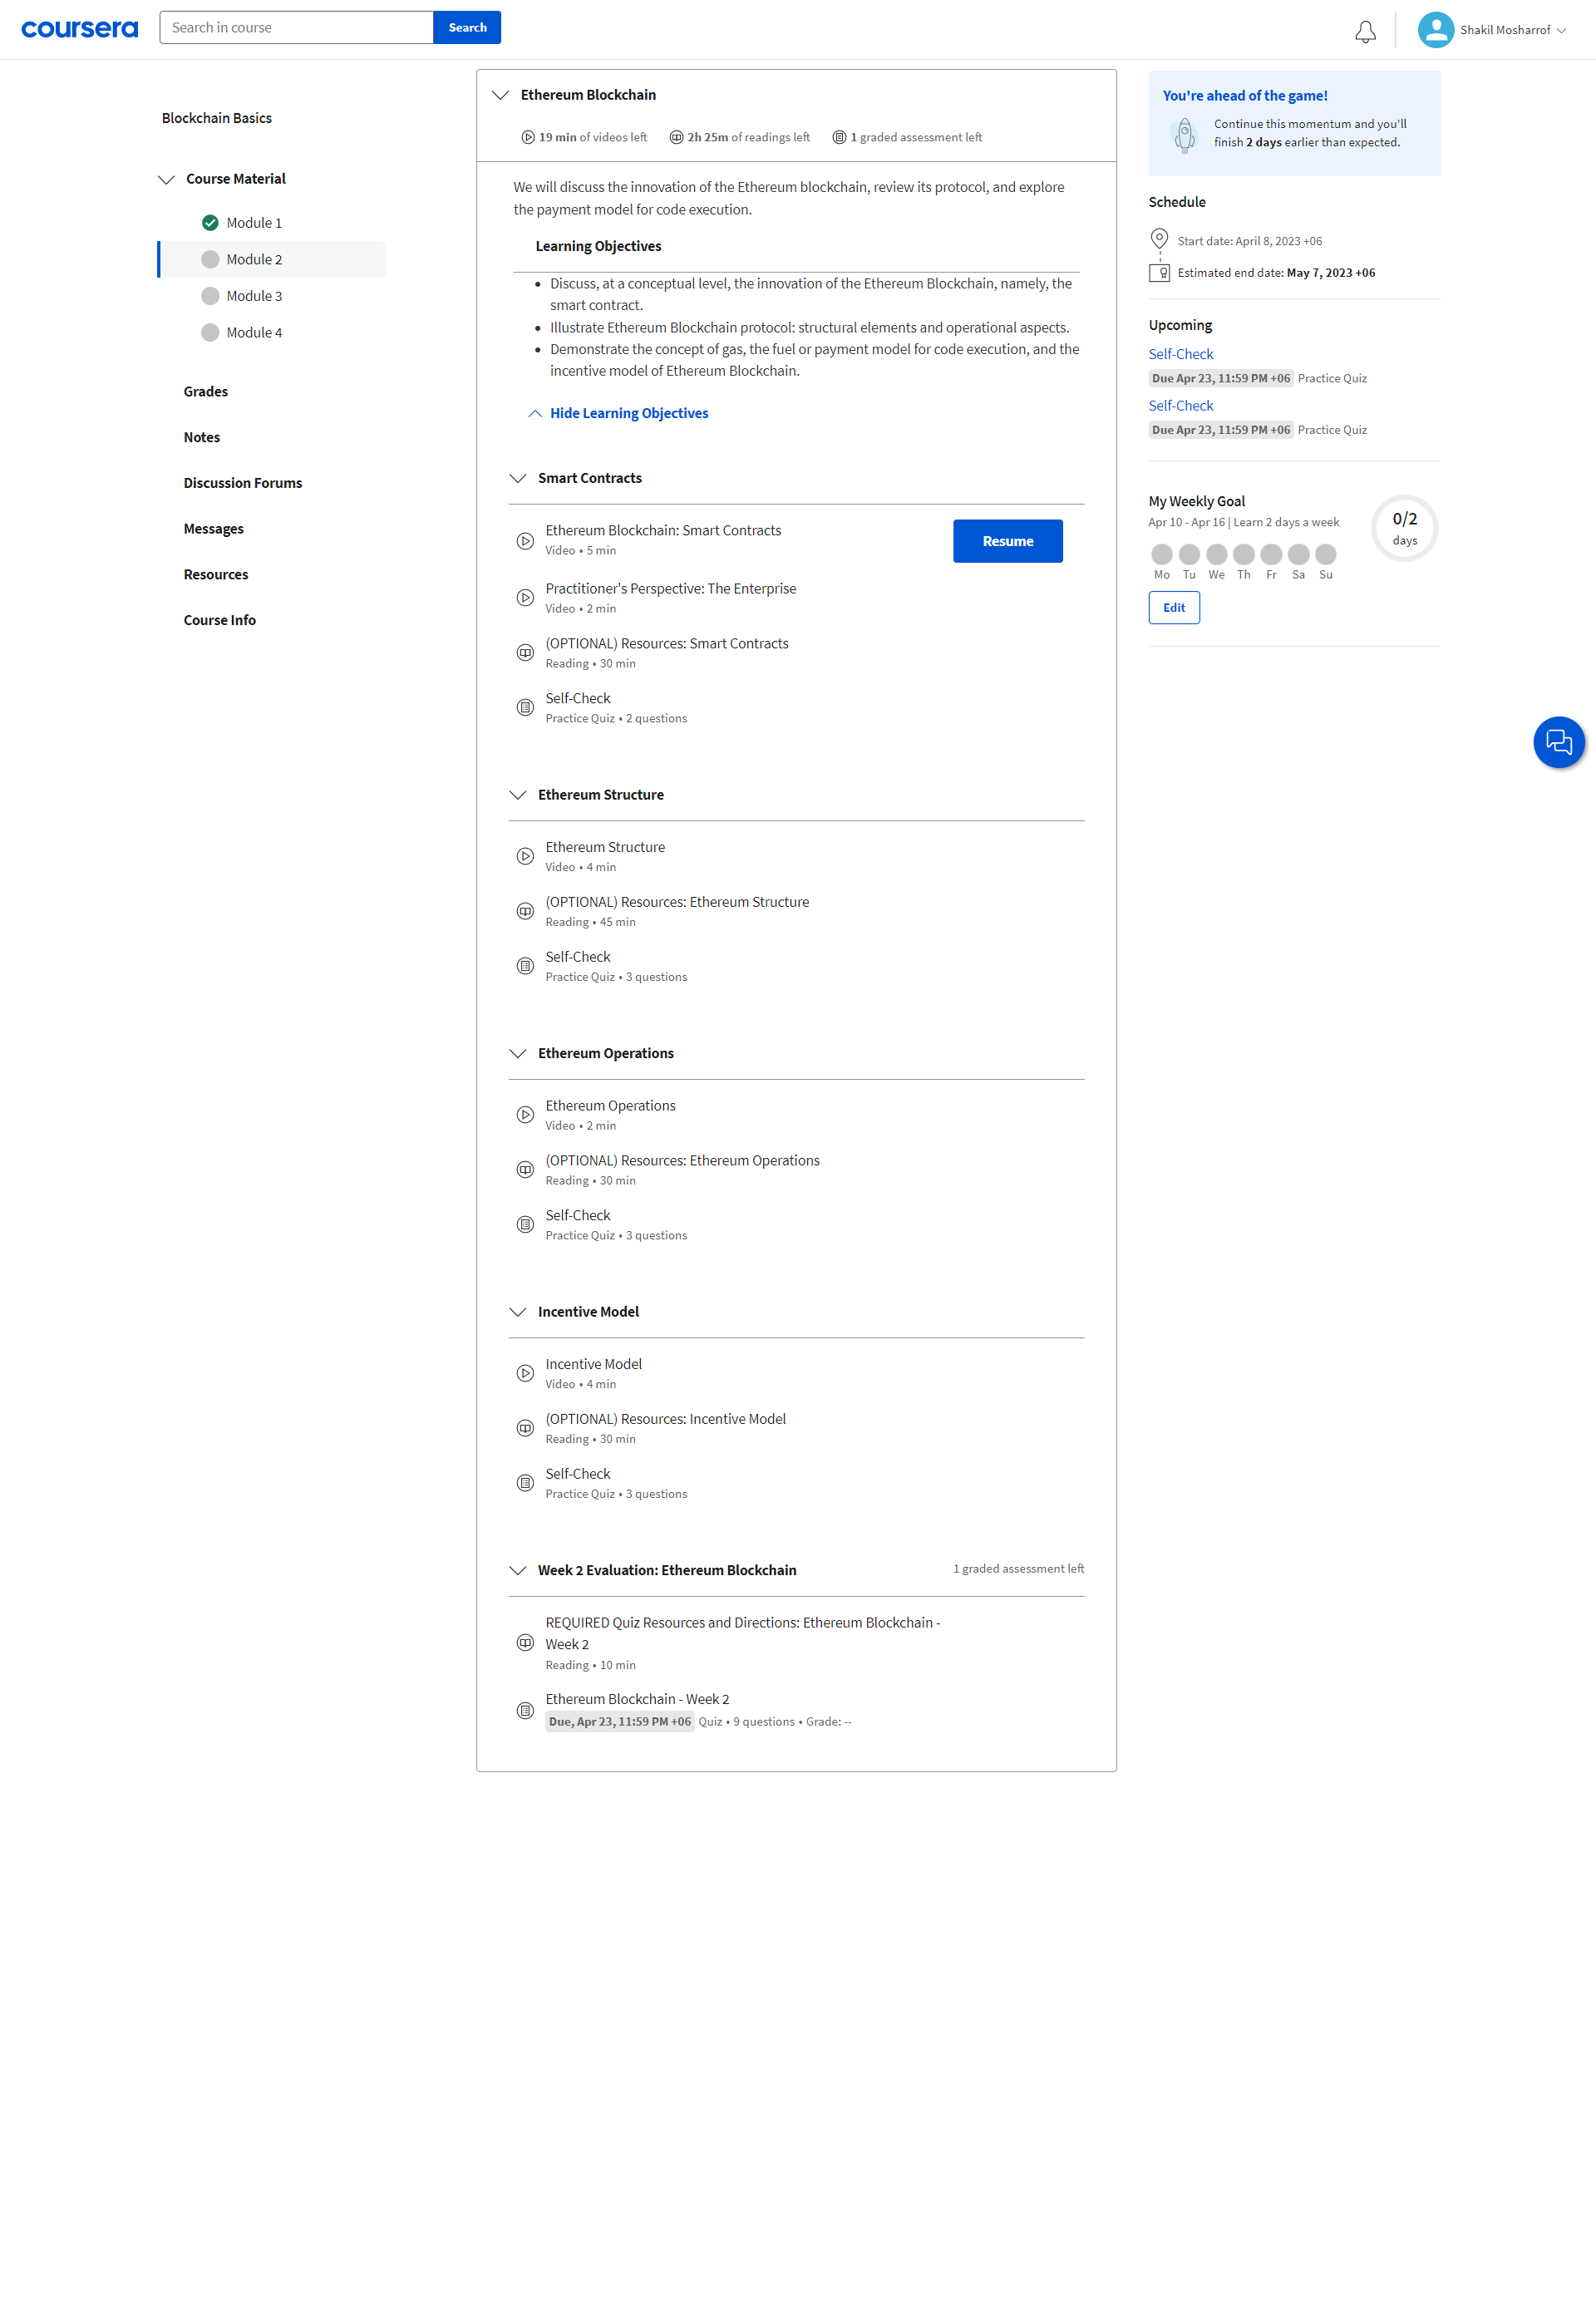 coursera
Search in course
Search
Shakil Mosharrof
Blockchain Basics
Course Material
Module 1
Module 2
Module 3
Module 4
Grades
Notes
Discussion Forums
Messages
Resources
Course Info
Ethereum Blockchain
19 min of videos left
2h 25m of readings left
1 graded assessment left
We will discuss the innovation of the Ethereum blockchain, review its protocol, and explore
the payment model for code execution.
Learning Objectives
• Discuss, at a conceptual level, the innovation of the Ethereum Blockchain, namely, the
smart contract.
• Illustrate Ethereum Blockchain protocol: structural elements and operational aspects.
• Demonstrate the concept of gas, the fuel or payment model for code execution, and the
incentive model of Ethereum Blockchain.
Hide Learning Objectives
Smart Contracts
Ethereum Blockchain: Smart Contracts
Video • 5 min
Resume
Practitioner's Perspective: The Enterprise
Video • 2 min
(OPTIONAL) Resources: Smart Contracts
Reading • 30 min
Self-Check
Practice Quiz • 2 questions
Ethereum Structure
Ethereum Structure
Video • 4 min
(OPTIONAL) Resources: Ethereum Structure
Reading • 45 min
Self-Check
Practice Quiz • 3 questions
Ethereum Operations
Ethereum Operations
Video • 2 min
(OPTIONAL) Resources: Ethereum Operations
Reading • 30 min
Self-Check
Practice Quiz • 3 questions
Incentive Model
Incentive Model
Video • 4 min
(OPTIONAL) Resources: Incentive Model
Reading • 30 min
Self-Check
Practice Quiz • 3 questions
Week 2 Evaluation: Ethereum Blockchain
1 graded assessment left
REQUIRED Quiz Resources and Directions: Ethereum Blockchain -
Week 2
Reading • 10 min
Ethereum Blockchain - Week 2
Due, Apr 23, 11:59 PM +06 Quiz • 9 questions • Grade: --
You're ahead of the game!
Continue this momentum and you'll
finish 2 days earlier than expected.
Schedule
Start date: April 8, 2023 +06
Estimated end date: May 7, 2023 +06
Upcoming
Self-Check
Due Apr 23, 11:59 PM +06 Practice Quiz
Self-Check
Due Apr 23, 11:59 PM +06 Practice Quiz
My Weekly Goal
Apr 10 - Apr 16 | Learn 2 days a week
0/2
days
Mo Tu We Th Fr Sa Su
Edit